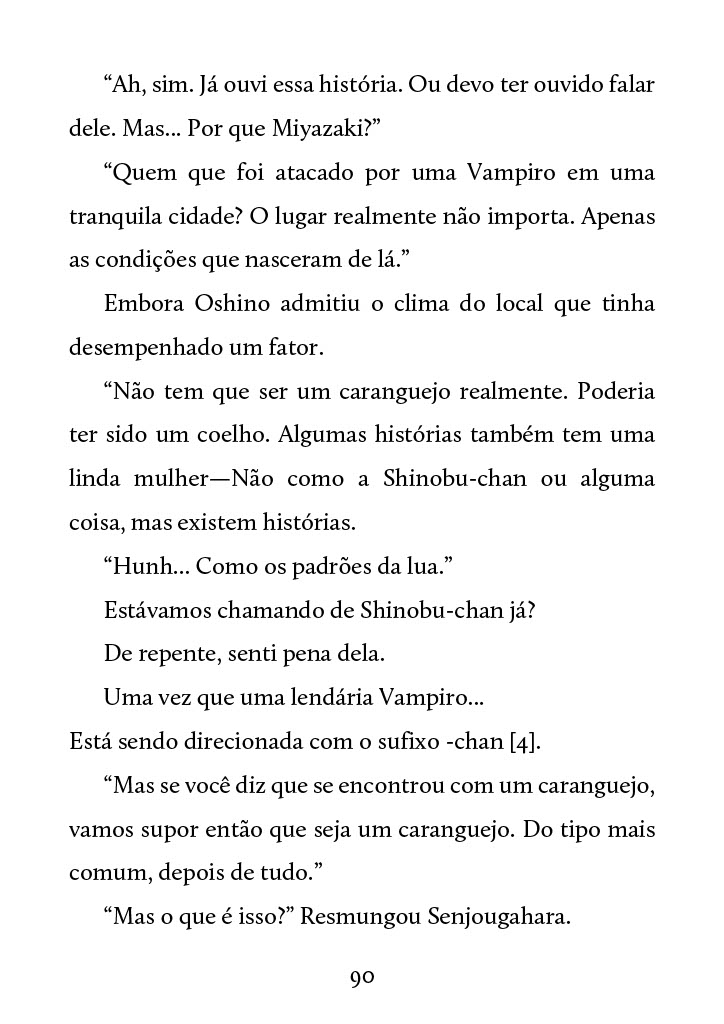 “Ah, sim. Já ouvi essa história. Ou devo ter ouvido falar
dele. Mas... Por que Miyazaki?”
“Quem que foi atacado por uma Vampiro em uma
tranquila cidade? O lugar realmente não importa. Apenas
as condições que nasceram de lá.”
Embora Oshino admitiu o clima do local que tinha
desempenhado um fator.
“Não tem que ser um caranguejo realmente. Poderia
ter sido um coelho. Algumas histórias também tem uma
linda mulher—Não como a Shinobu-chan ou alguma
coisa, mas existem histórias.
“Hunh... Como os padrões da lua.”
Estávamos chamando de Shinobu-chan já?
De repente, senti pena dela.
Uma vez que uma lendária Vampiro...
Está sendo direcionada com o sufixo -chan [4].
“Mas se você diz que se encontrou com um caranguejo,
vamos supor então que seja um caranguejo. Do tipo mais
comum, depois de tudo.”
“Mas o que é isso?” Resmungou Senjougahara.
90